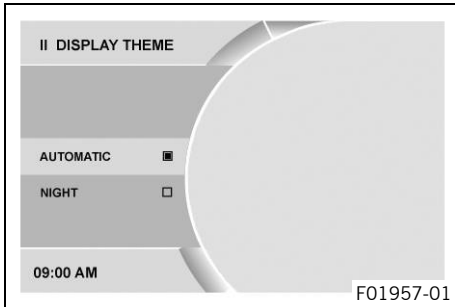 II DISPLAY THEME
AUTOMATIC
NIGHT
09:00 AM
F01957-01